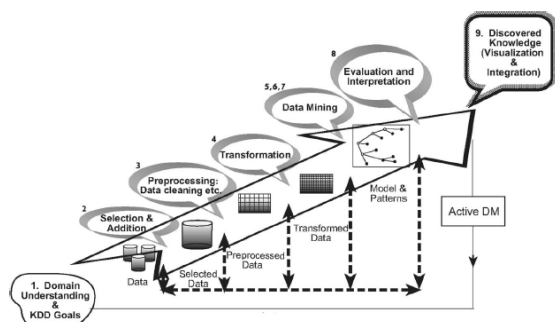 9. Discovered
Knowledge
(Visualization
&
Integration)
8
Evaluation and
Interpretation
5,6,7
Data Mining
4
Transformation
3
Preprocessing:
Data cleaning etc.
2
Selection &
Addition
Model &
Patterns
Transformed
Data
Preprocessed
Data
Selected
Data
Data
Active DM
1. Domain
Understanding
&
KDD Goals